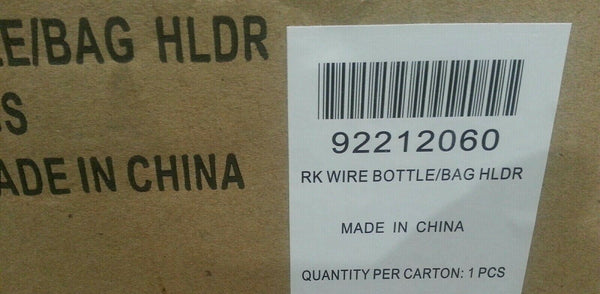 E/BAG HLDR
S
ADE IN CHINA
92212060
RK WIRE BOTTLE/BAG HLDR
MADE IN CHINA
QUANTITY PER CARTON: 1 PCS